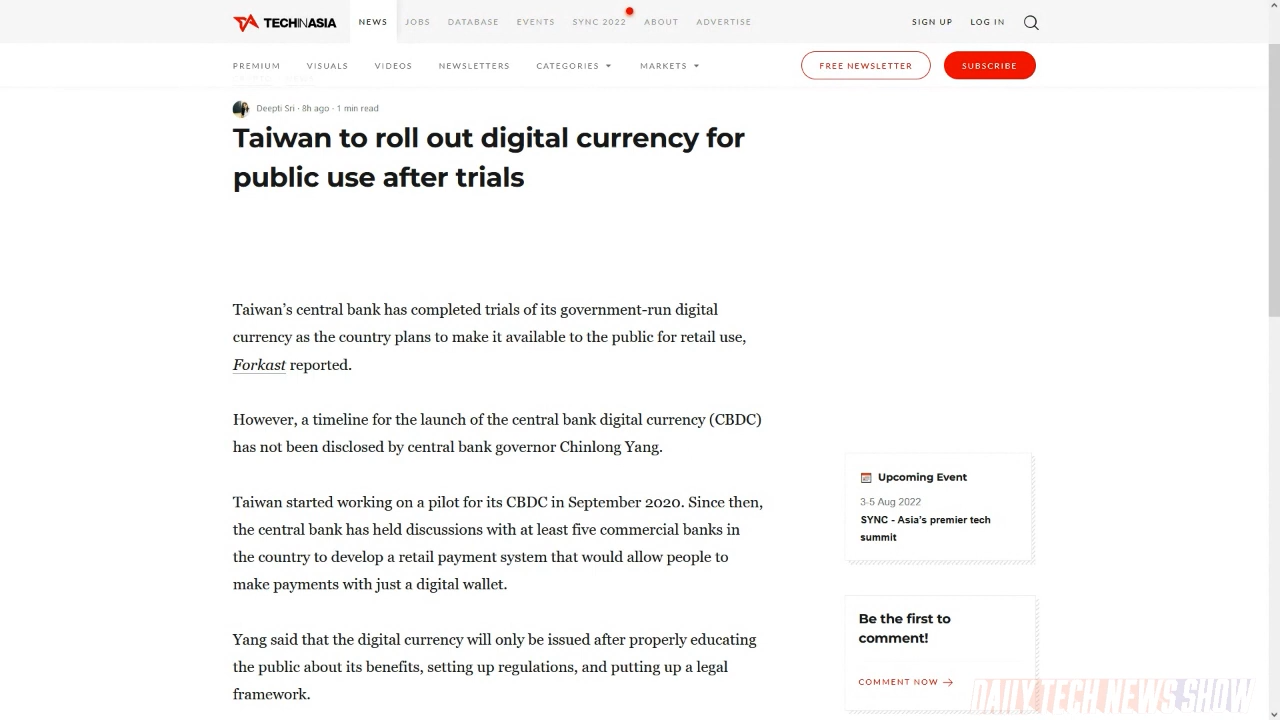 TECHINASIA NEWS JOBS DATABASE EVENTS SYNC 2022 ABOUT ADVERTISE SIGN UP LOG IN
PREMIUM VISUALS VIDEOS NEWSLETTERS CATEGORIES MARKETS FREE NEWSLETTER SUBSCRIBE
Deepti Sri · 8h ago · 1 min read
Taiwan to roll out digital currency for
public use after trials
Taiwan’s central bank has completed trials of its government-run digital
currency as the country plans to make it available to the public for retail use,
Forkast reported.
However, a timeline for the launch of the central bank digital currency (CBDC)
has not been disclosed by central bank governor Chinlong Yang.
Taiwan started working on a pilot for its CBDC in September 2020. Since then,
the central bank has held discussions with at least five commercial banks in
the country to develop a retail payment system that would allow people to
make payments with just a digital wallet.
Yang said that the digital currency will only be issued after properly educating
the public about its benefits, setting up regulations, and putting up a legal
framework.
Upcoming Event
3-5 Aug 2022
SYNC - Asia’s premier tech
summit
Be the first to
comment!
COMMENT NOW →
DAILY TECH NEWS SHOW